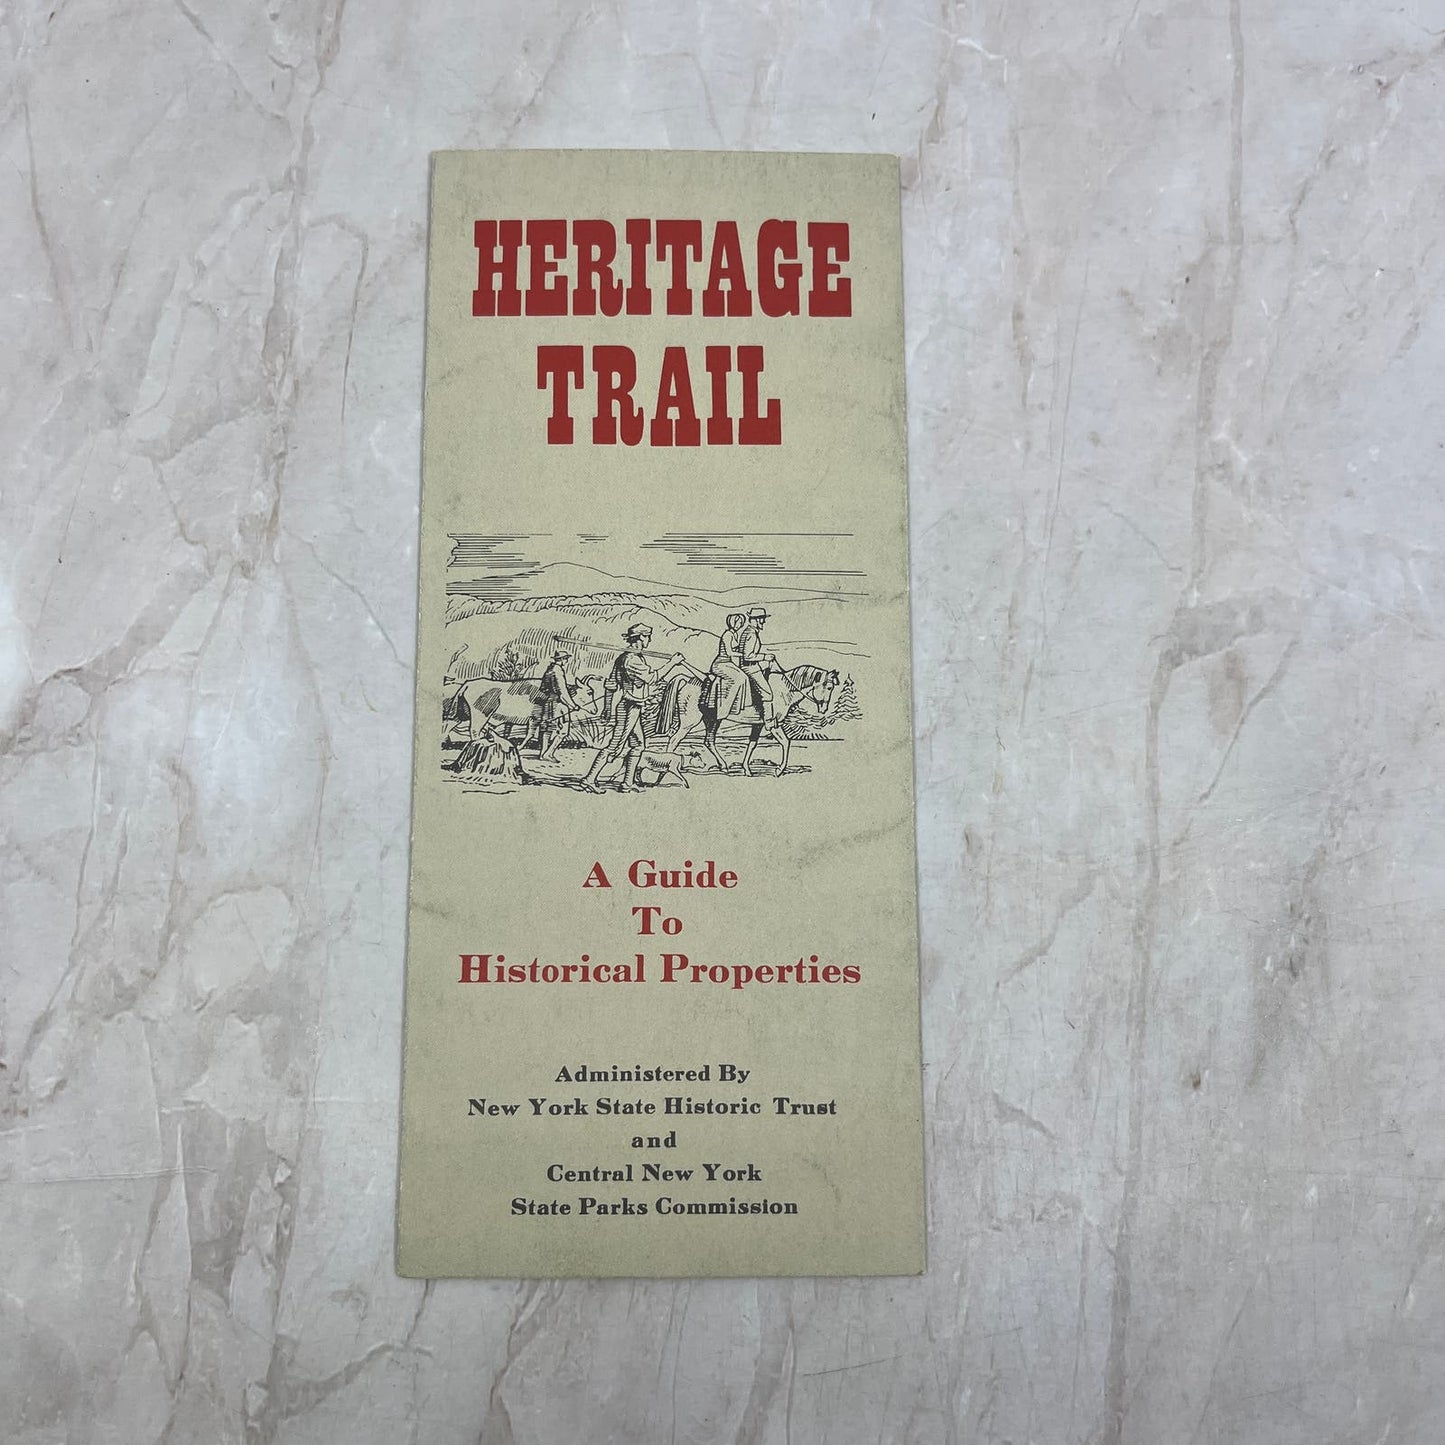 HERITAGE
TRAIL
A Guide
To
Historical Properties
Administered By
New York State Historic Trust
and
Central New York
State Parks Commission